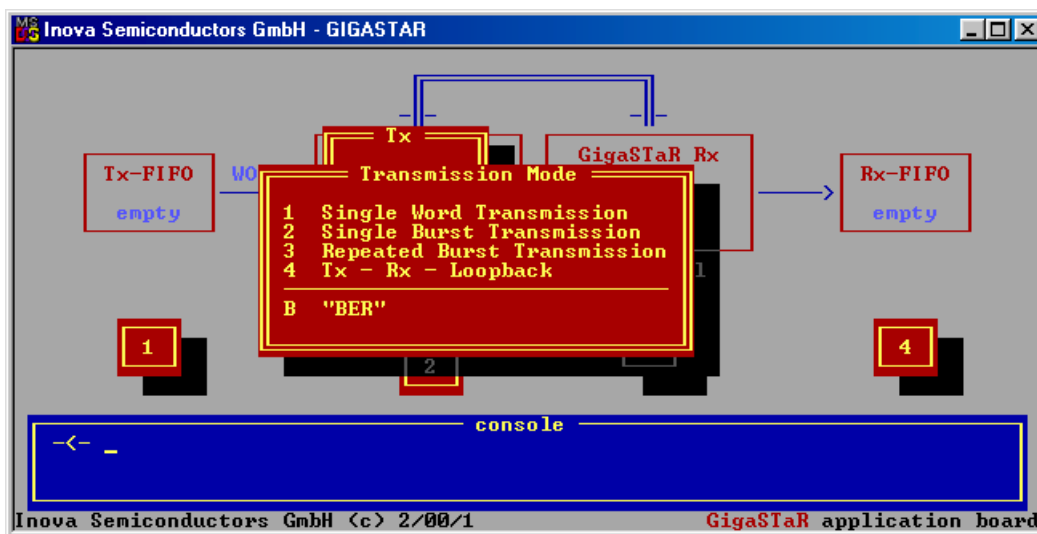 Inova Semiconductors GmbH - GIGASTAR
Tx
GigaSTaR Rx
Tx-FIFO
WO
Transmission Mode
Rx-FIFO
empty
1 Single Word Transmission
2 Single Burst Transmission
3 Repeated Burst Transmission
4 Tx - Rx - Loopback
B "BER"
empty
l
1
2
4
console
-<- _
Inova Semiconductors GmbH (c) 2/00/1
GigaSTaR application board